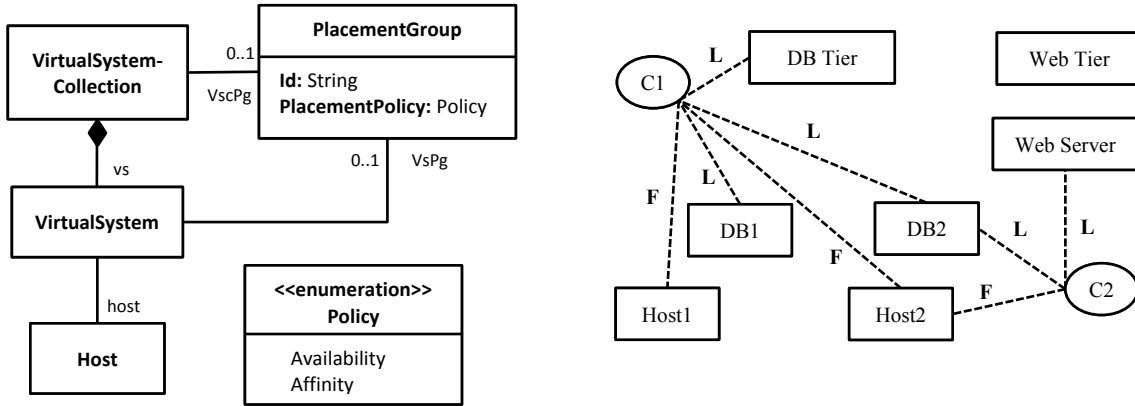 VirtualSystem-
Collection
0..1
VscPg
PlacementGroup
Id: String
PlacementPolicy: Policy
0..1
VsPg
vs
VirtualSystem
host
Host
<<enumeration>>
Policy
Availability
Affinity
C1
L
DB Tier
Web Tier
L
Web Server
F
L
DB1
DB2
L
L
F
Host1
Host2
F
C2